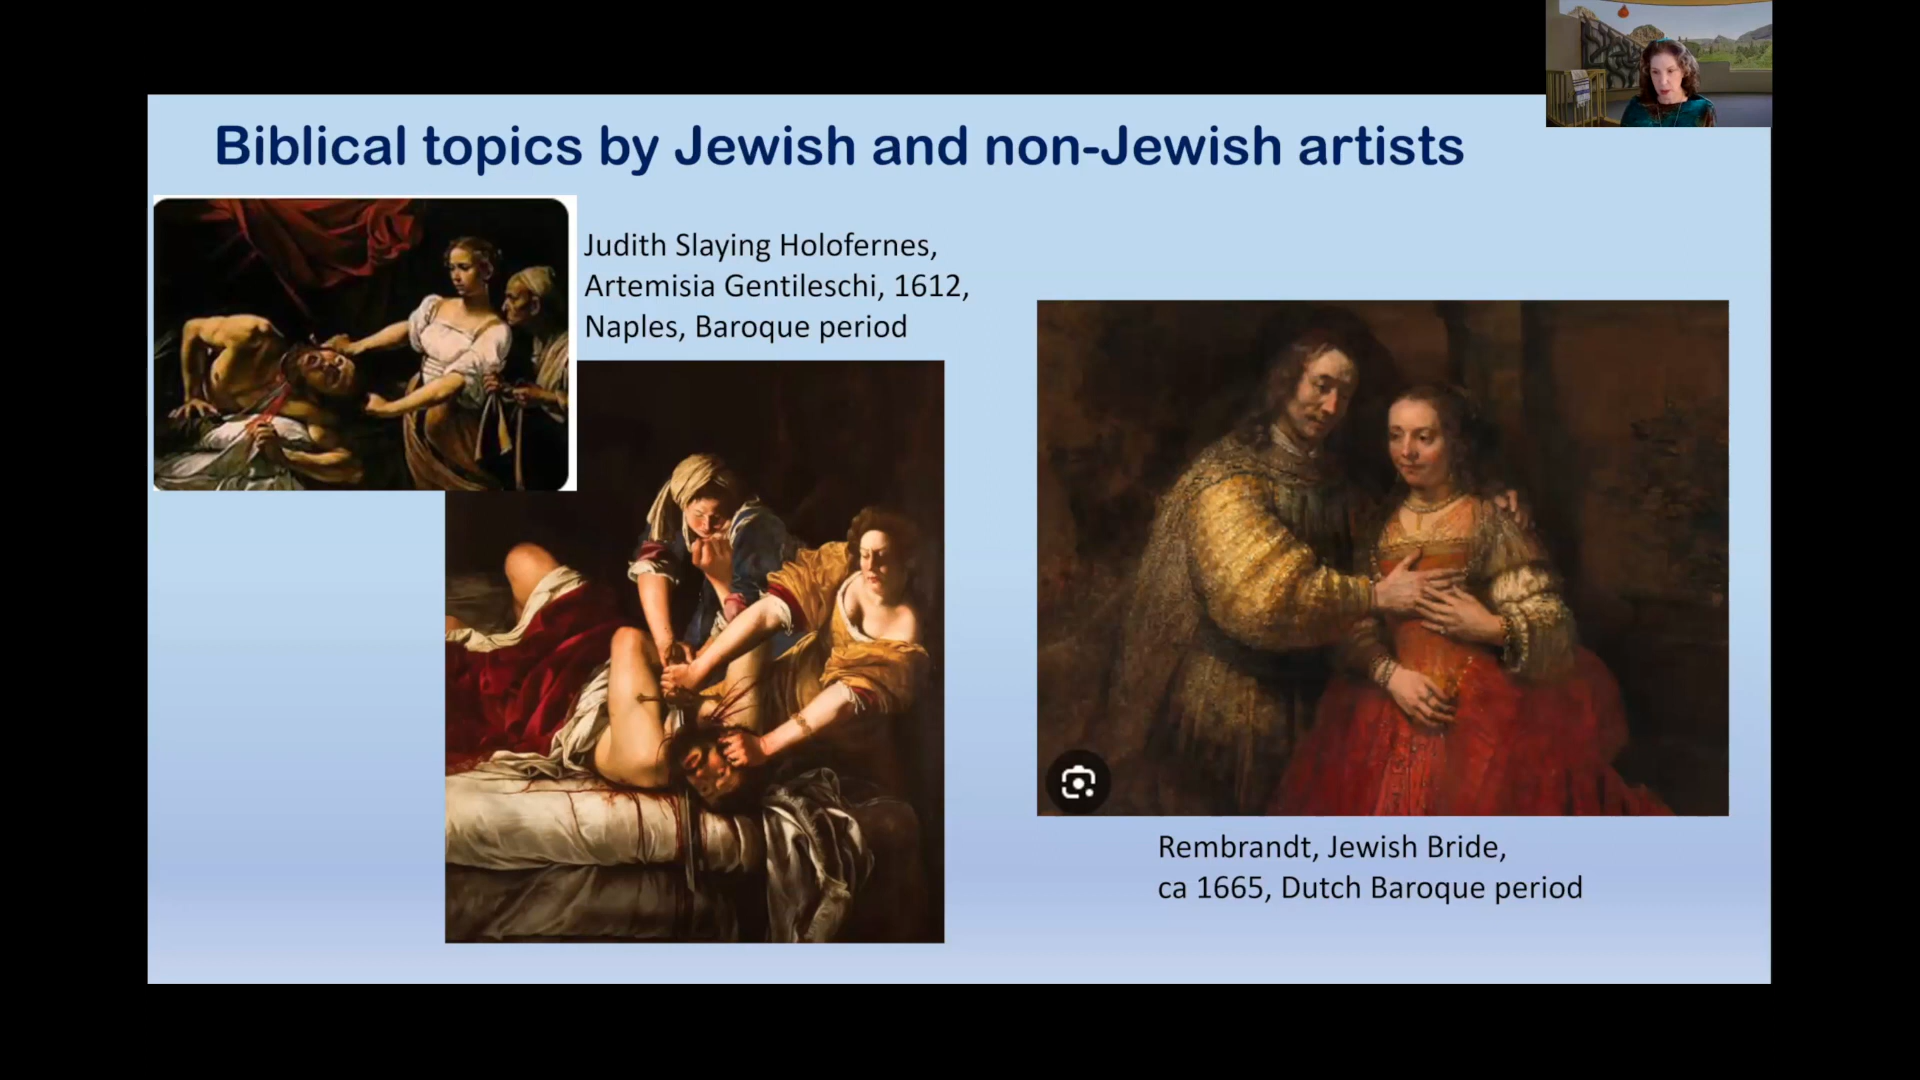 Biblical topics by Jewish and non-Jewish artists
Judith Slaying Holofernes,
Artemisia Gentileschi, 1612,
Naples, Baroque period
Rembrandt, Jewish Bride,
ca 1665, Dutch Baroque period